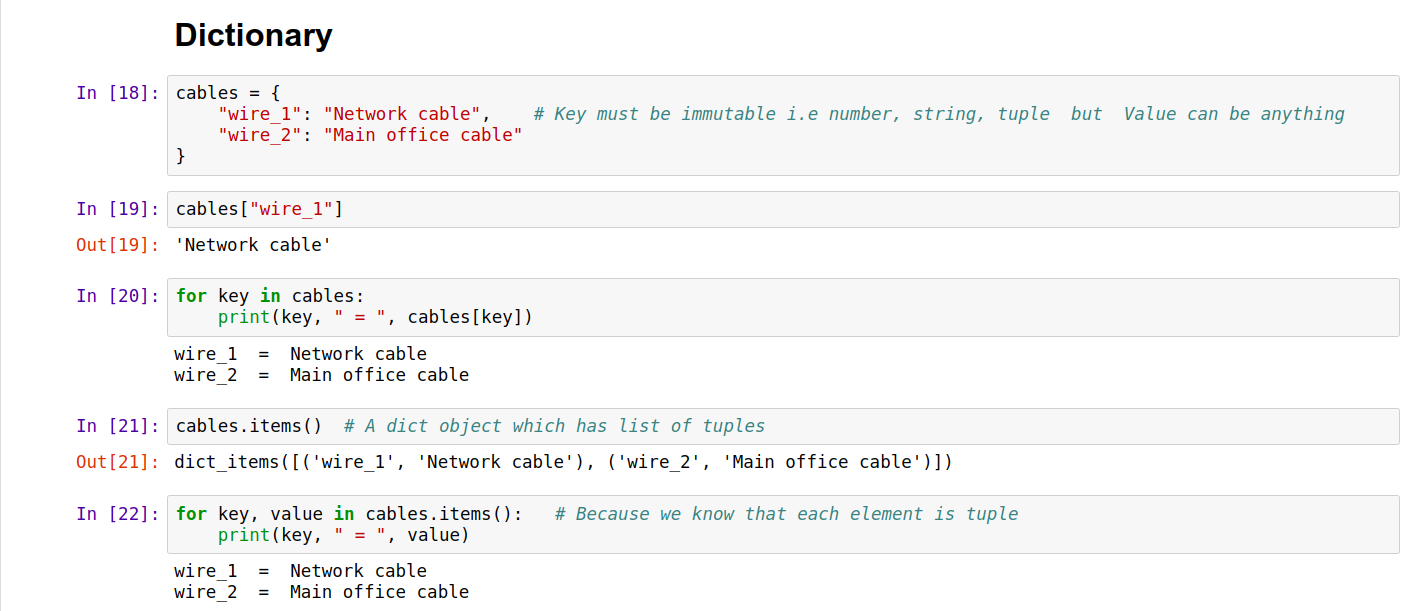 Dictionary
In [18]: cables = {
    "wire_1": "Network cable",    # Key must be immutable i.e number, string, tuple  but  Value can be anything
    "wire_2": "Main office cable"
}
In [19]: cables["wire_1"]
Out[19]: 'Network cable'
In [20]: for key in cables:
    print(key, " = ", cables[key])
wire_1  =  Network cable
wire_2  =  Main office cable
In [21]: cables.items()  # A dict object which has list of tuples
Out[21]: dict_items([('wire_1', 'Network cable'), ('wire_2', 'Main office cable')])
In [22]: for key, value in cables.items():   # Because we know that each element is tuple
    print(key, " = ", value)
wire_1  =  Network cable
wire_2  =  Main office cable